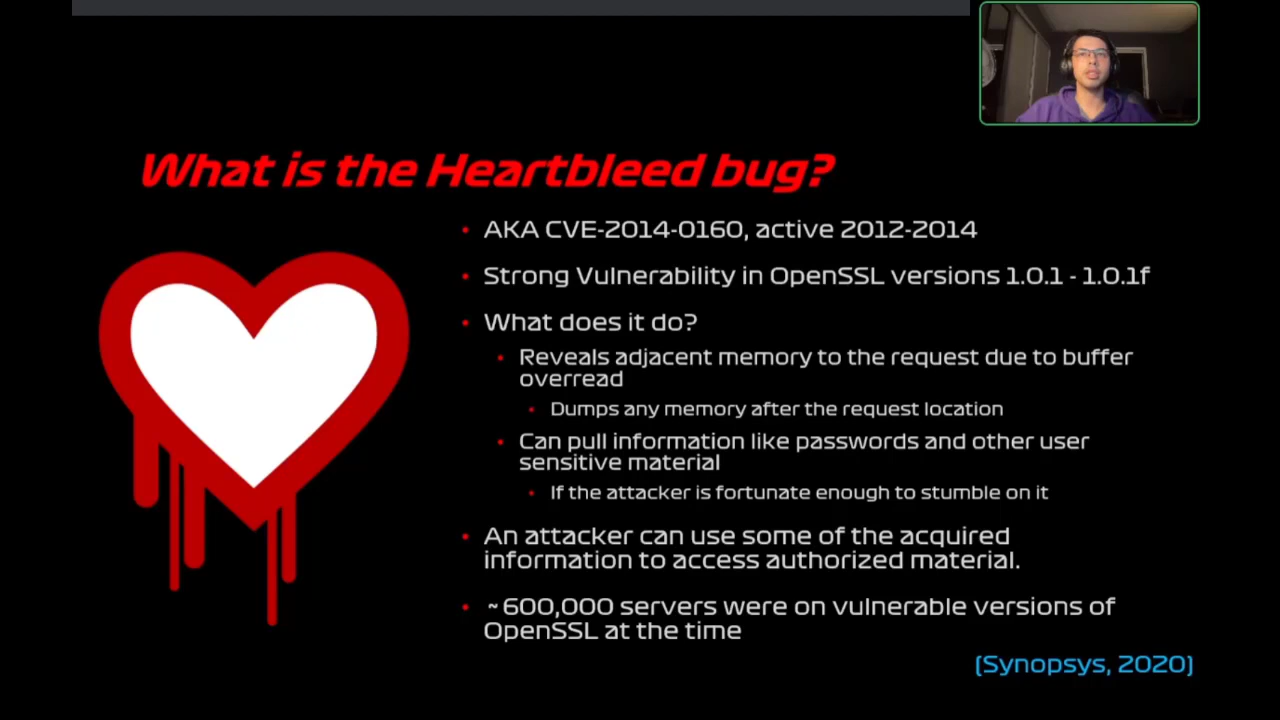 What is the Heartbleed bug?
• AKA CVE-2014-0160, active 2012-2014
• Strong Vulnerability in OpenSSL versions 1.0.1 - 1.0.1f
• What does it do?
• Reveals adjacent memory to the request due to buffer
overread
• Dumps any memory after the request location
• Can pull information like passwords and other user
sensitive material
• If the attacker is fortunate enough to stumble on it
• An attacker can use some of the acquired
information to access authorized material.
• ~600,000 servers were on vulnerable versions of
OpenSSL at the time
(Synopsys, 2020)